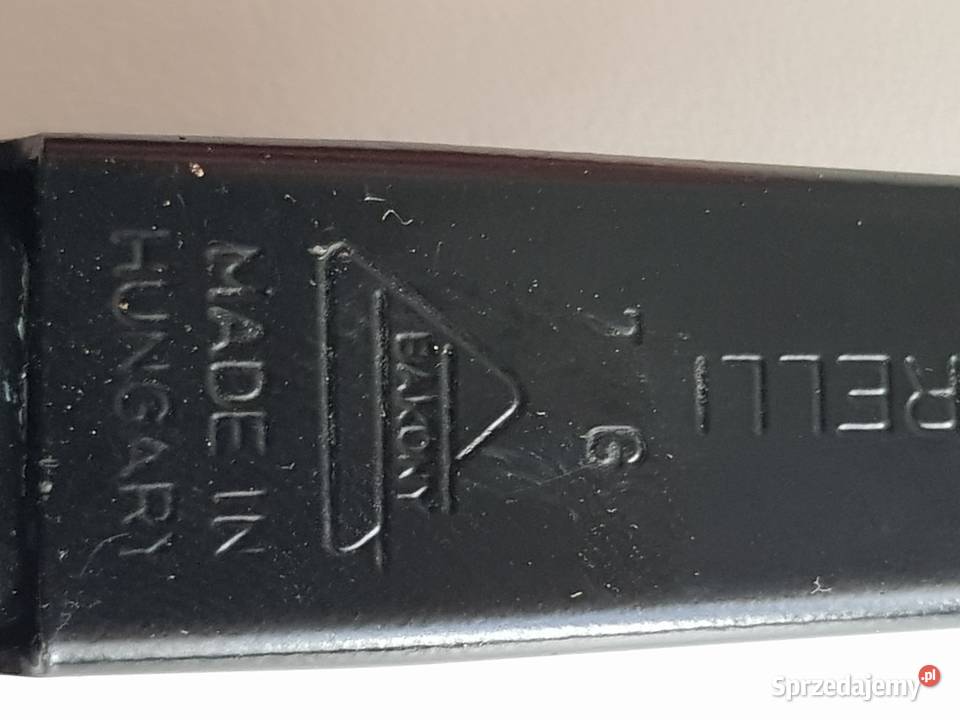 RELLI
7 G
BAKONY
MADE IN
HUNGARY
Sprzedajemy.pl